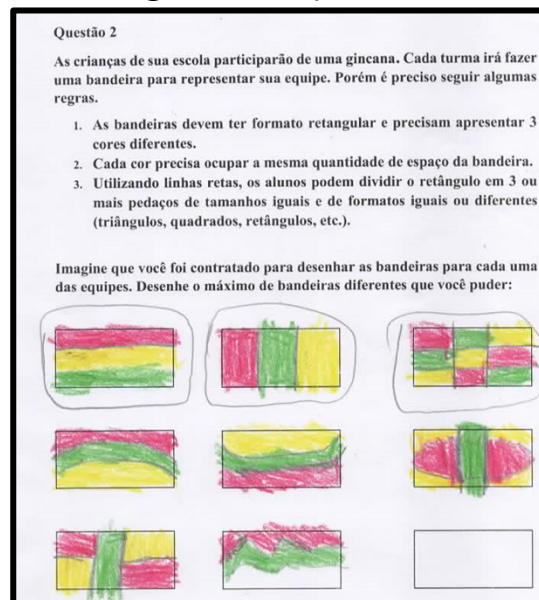 Questão 2
As crianças de sua escola participarão de uma gincana. Cada turma irá fazer
uma bandeira para representar sua equipe. Porém é preciso seguir algumas
regras.
1. As bandeiras devem ter formato retangular e precisam apresentar 3
cores diferentes.
2. Cada cor precisa ocupar a mesma quantidade de espaço da bandeira.
3. Utilizando linhas retas, os alunos podem dividir o retângulo em 3 ou
mais pedaços de tamanhos iguais e de formatos iguais ou diferentes
(triângulos, quadrados, retângulos, etc.).
Imagine que você foi contratado para desenhar as bandeiras para cada uma
das equipes. Desenhe o máximo de bandeiras diferentes que você puder: